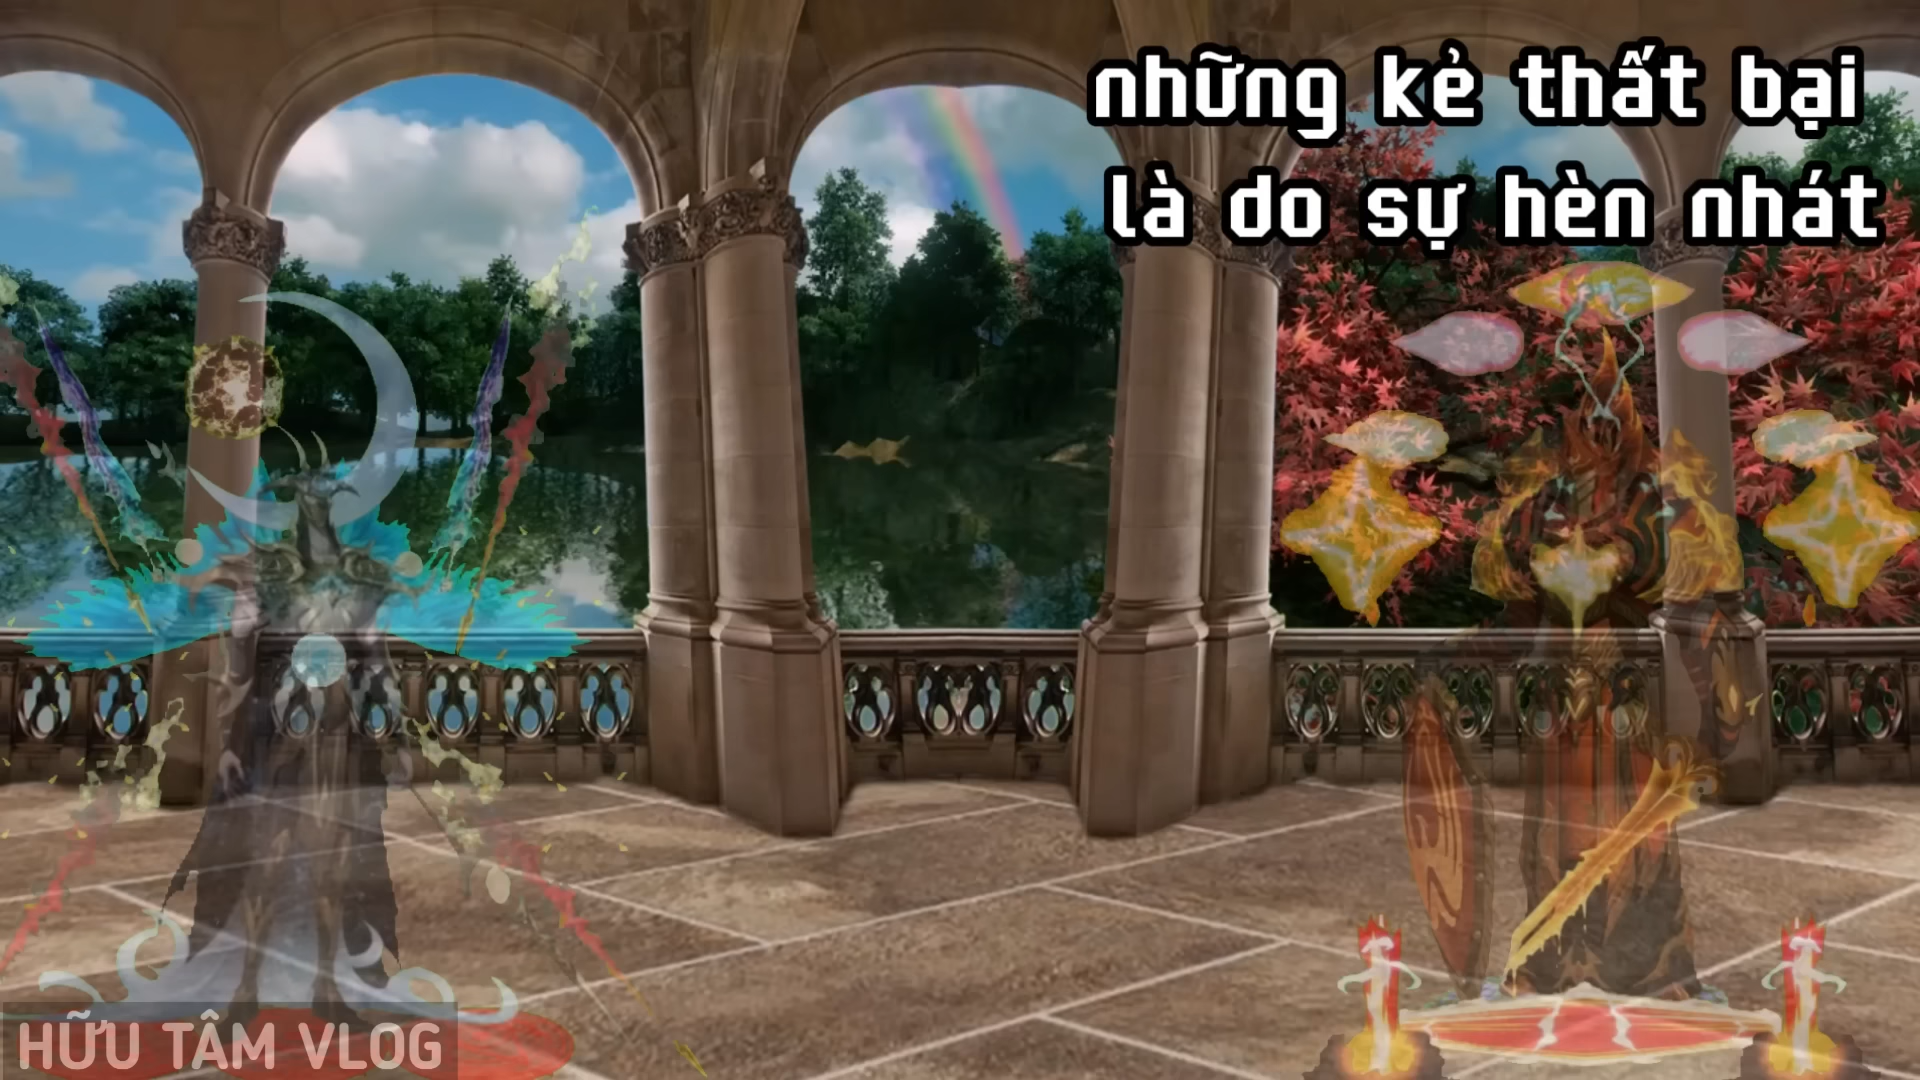 những kẻ thất bại
là do sự hèn nhát
HỮU TÂM VLOG